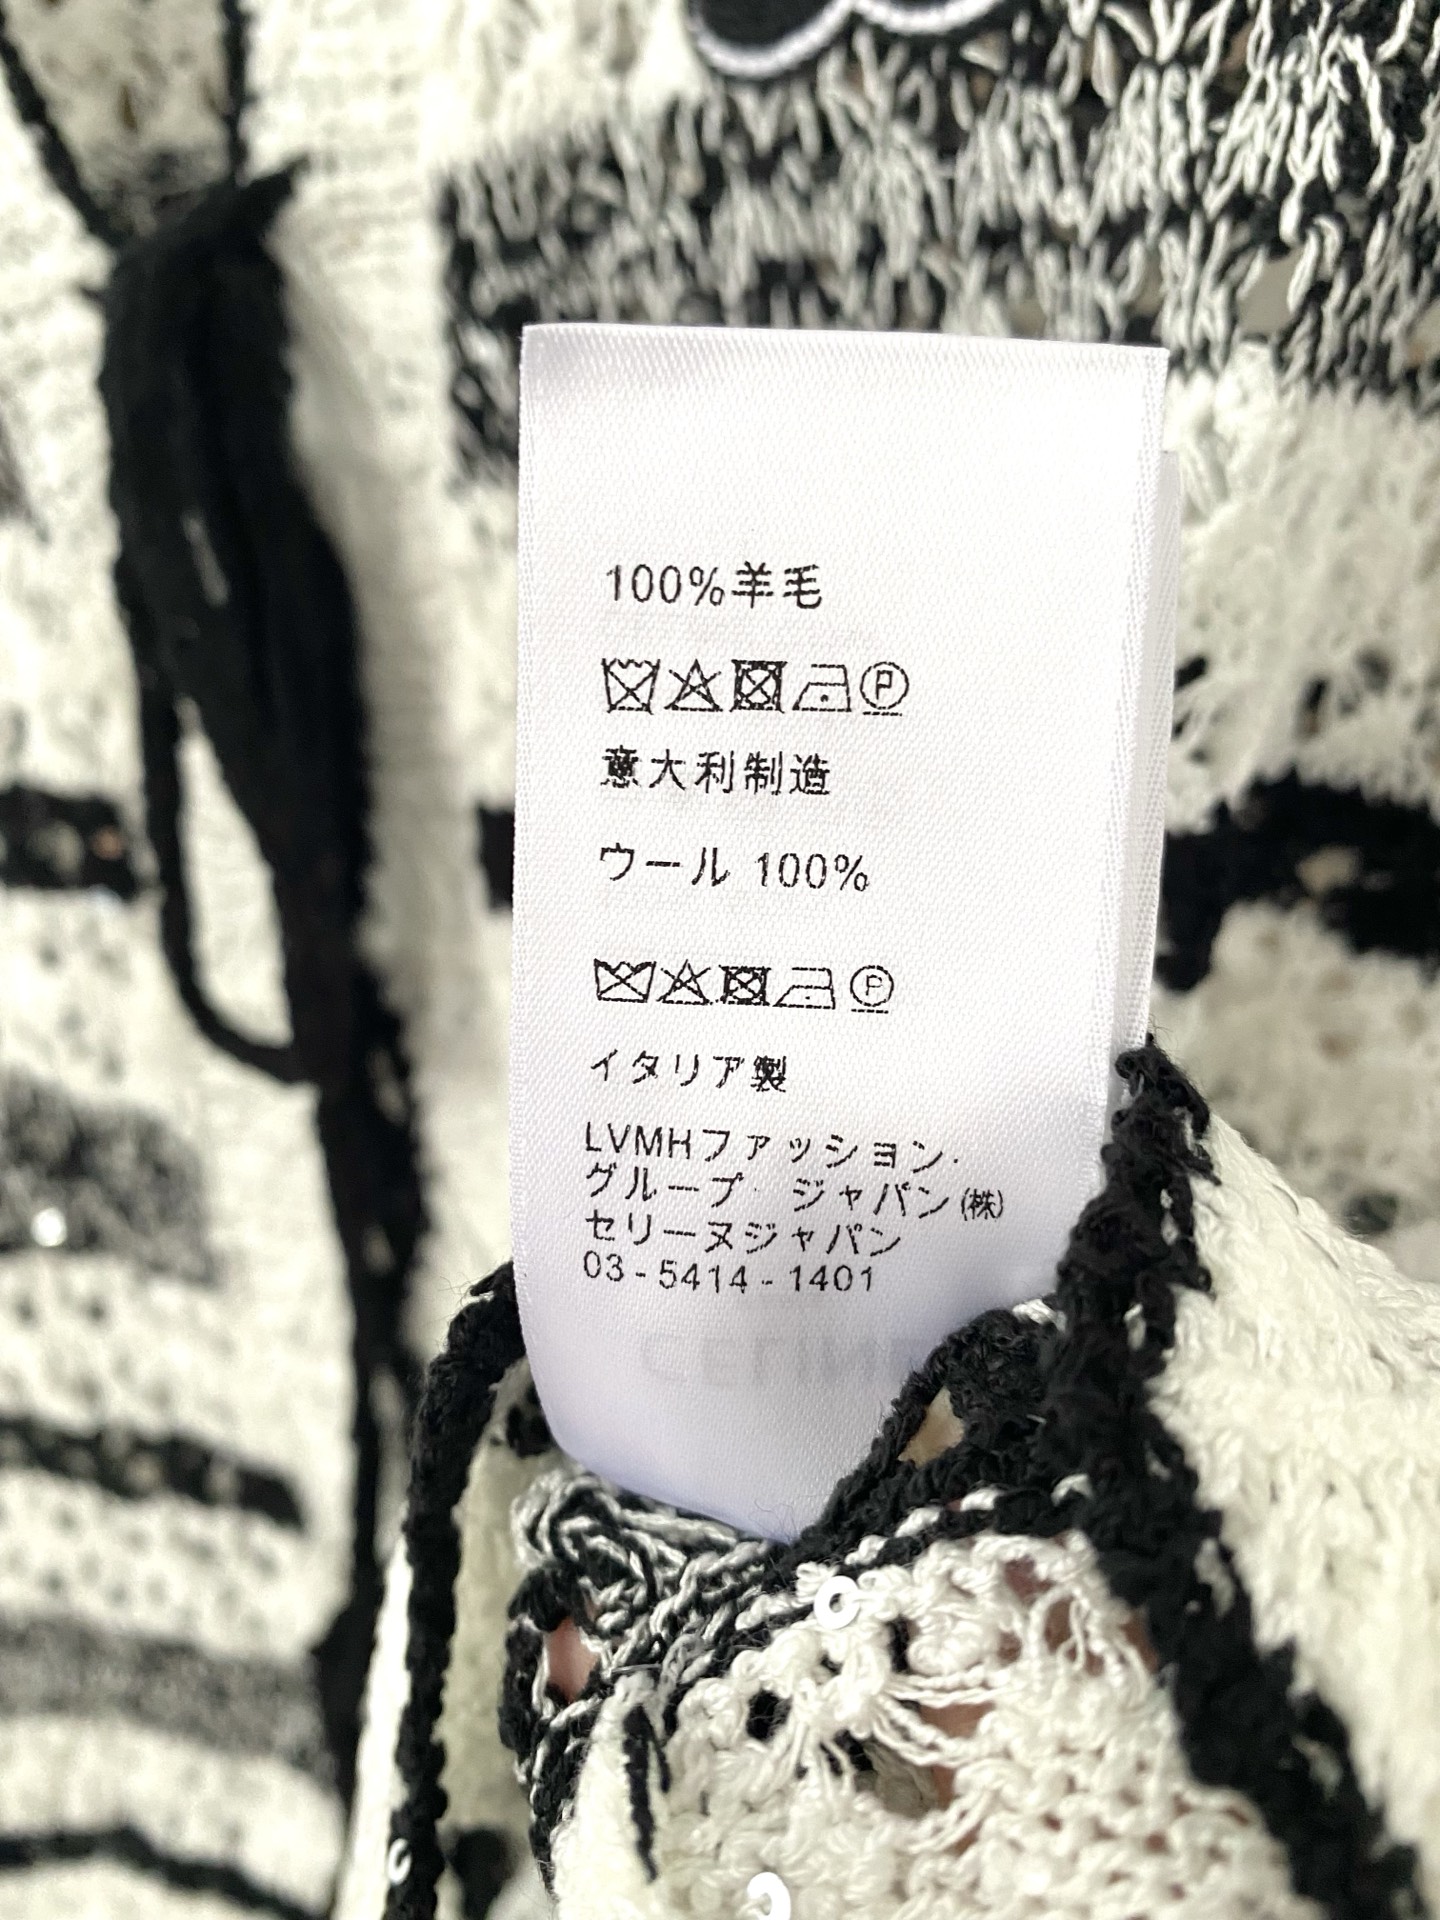 100%羊毛
P
意大利制造
ウール 100%
P
イタリア製
LVMHファッション・
グループ・ジャパン(株)
セリーヌジャパン
03-5414-1401